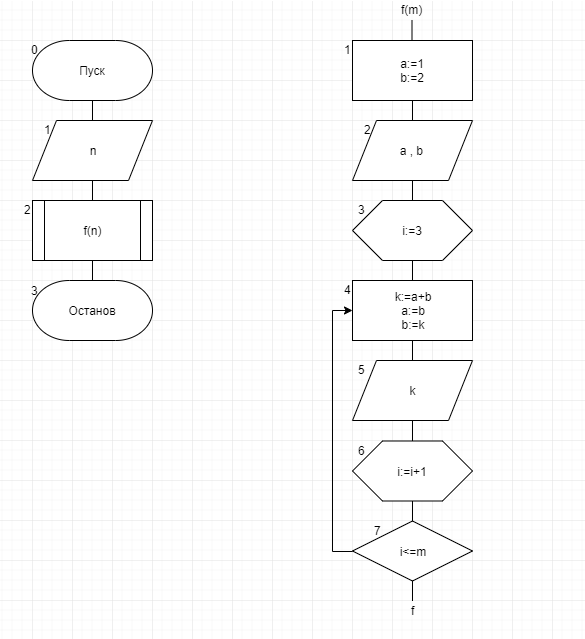 0
Пуск
1
n
2
f(n)
3
Останов
f(m)
1
a:=1
b:=2
2
a , b
3
i:=3
4
k:=a+b
a:=b
b:=k
5
k
6
i:=i+1
7
i<=m
f